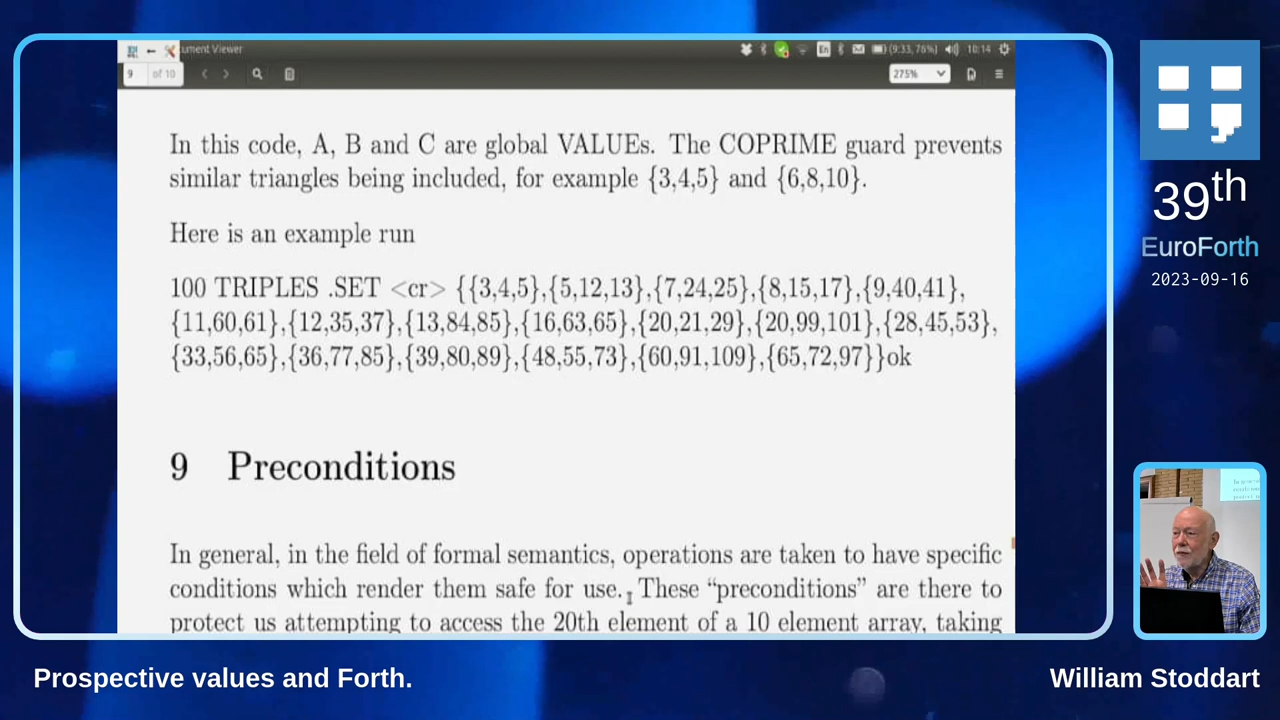 ument Viewer
En
(9:33, 76%)
10:14
9 of 10
275%
In this code, A, B and C are global VALUEs. The COPRIME guard prevents
similar triangles being included, for example {3,4,5} and {6,8,10}.
Here is an example run
100 TRIPLES .SET <cr> {{3,4,5},{5,12,13},{7,24,25},{8,15,17},{9,40,41},
{11,60,61},{12,35,37},{13,84,85},{16,63,65},{20,21,29},{20,99,101},{28,45,53},
{33,56,65},{36,77,85},{39,80,89},{48,55,73},{60,91,109},{65,72,97}}ok
9 Preconditions
In general, in the field of formal semantics, operations are taken to have specific
conditions which render them safe for use. These “preconditions” are there to
protect us attempting to access the 20th element of a 10 element array, taking
39th
EuroForth
2023-09-16
Prospective values and Forth.
William Stoddart